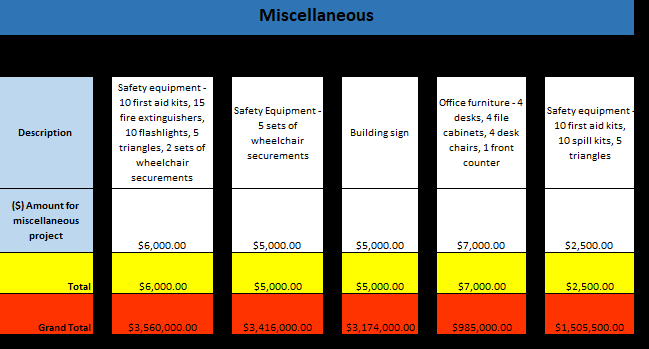 Miscellaneous
Description
Safety equipment -
10 first aid kits, 15
fire extinguishers,
10 flashlights, 5
triangles, 2 sets of
wheelchair
securements
Safety Equipment -
5 sets of
wheelchair
securements
Building sign
Office furniture - 4
desks, 4 file
cabinets, 4 desk
chairs, 1 front
counter
Safety equipment -
10 first aid kits,
10 spill kits, 5
triangles
($) Amount for
miscellaneous
project
$6,000.00
$5,000.00
$5,000.00
$7,000.00
$2,500.00
Total
$6,000.00
$5,000.00
$5,000.00
$7,000.00
$2,500.00
Grand Total
$3,560,000.00
$3,416,000.00
$3,174,000.00
$985,000.00
$1,505,500.00